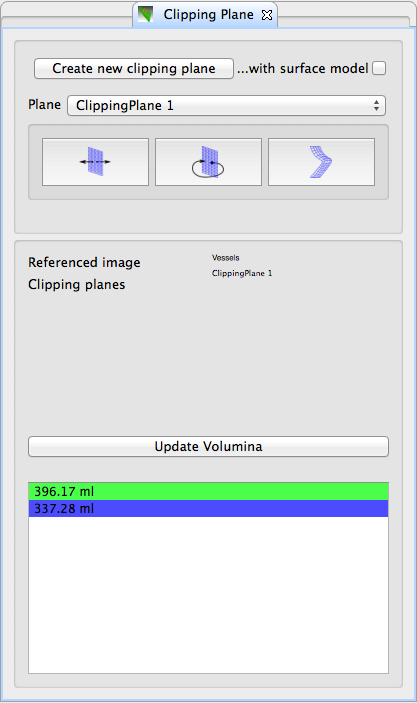 Clipping Plane
Create new clipping plane ...with surface model
Plane ClippingPlane 1
Referenced image Vessels
Clipping planes ClippingPlane 1
Update Volumina
396.17 ml
337.28 ml